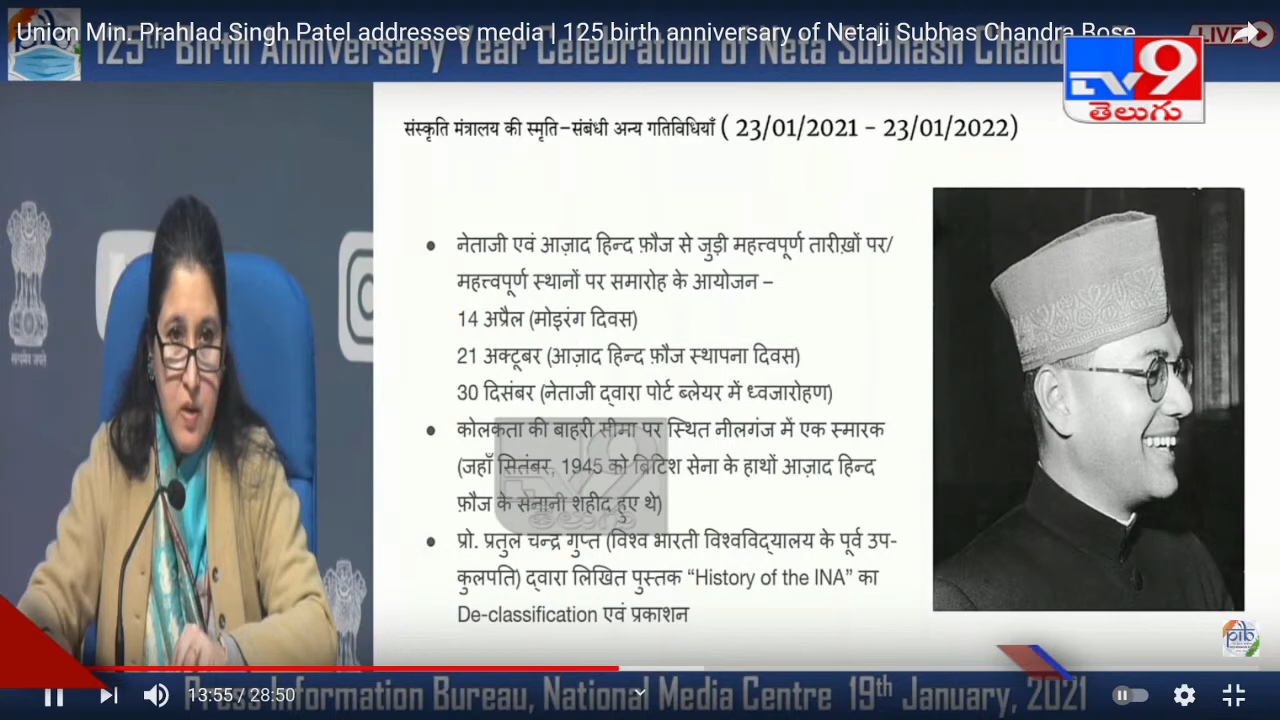 Union Min. Prahlad Singh Patel addresses media | 125 birth anniversary of Netaji Subhas Chandra Bose
125th Birth Anniversary Year Celebration of Neta Subhash Chand
LIVE
TV9
తెలుగు
संस्कृति मंत्रालय की स्मृति-संबंधी अन्य गतिविधियाँ ( 23/01/2021 - 23/01/2022)
• नेताजी एवं आज़ाद हिन्द फ़ौज से जुड़ी महत्त्वपूर्ण तारीख़ों पर/
महत्त्वपूर्ण स्थानों पर समारोह के आयोजन –
14 अप्रैल (मोइरंग दिवस)
21 अक्टूबर (आज़ाद हिन्द फ़ौज स्थापना दिवस)
30 दिसंबर (नेताजी द्वारा पोर्ट ब्लेयर में ध्वजारोहण)
• कोलकता की बाहरी सीमा पर स्थित नीलगंज में एक स्मारक
(जहाँ सितंबर, 1945 को ब्रिटिश सेना के हाथों आज़ाद हिन्द
फ़ौज के सेनानी शहीद हुए थे)
• प्रो. प्रतुल चन्द्र गुप्त (विश्व भारती विश्वविद्यालय के पूर्व उप-
कुलपति) द्वारा लिखित पुस्तक “History of the INA” का
De-classification एवं प्रकाशन
सत्यमेव जयते
TV9
తెలుగు
pib
13:55 / 28:50
Press Information Bureau, National Media Centre 19th January, 2021